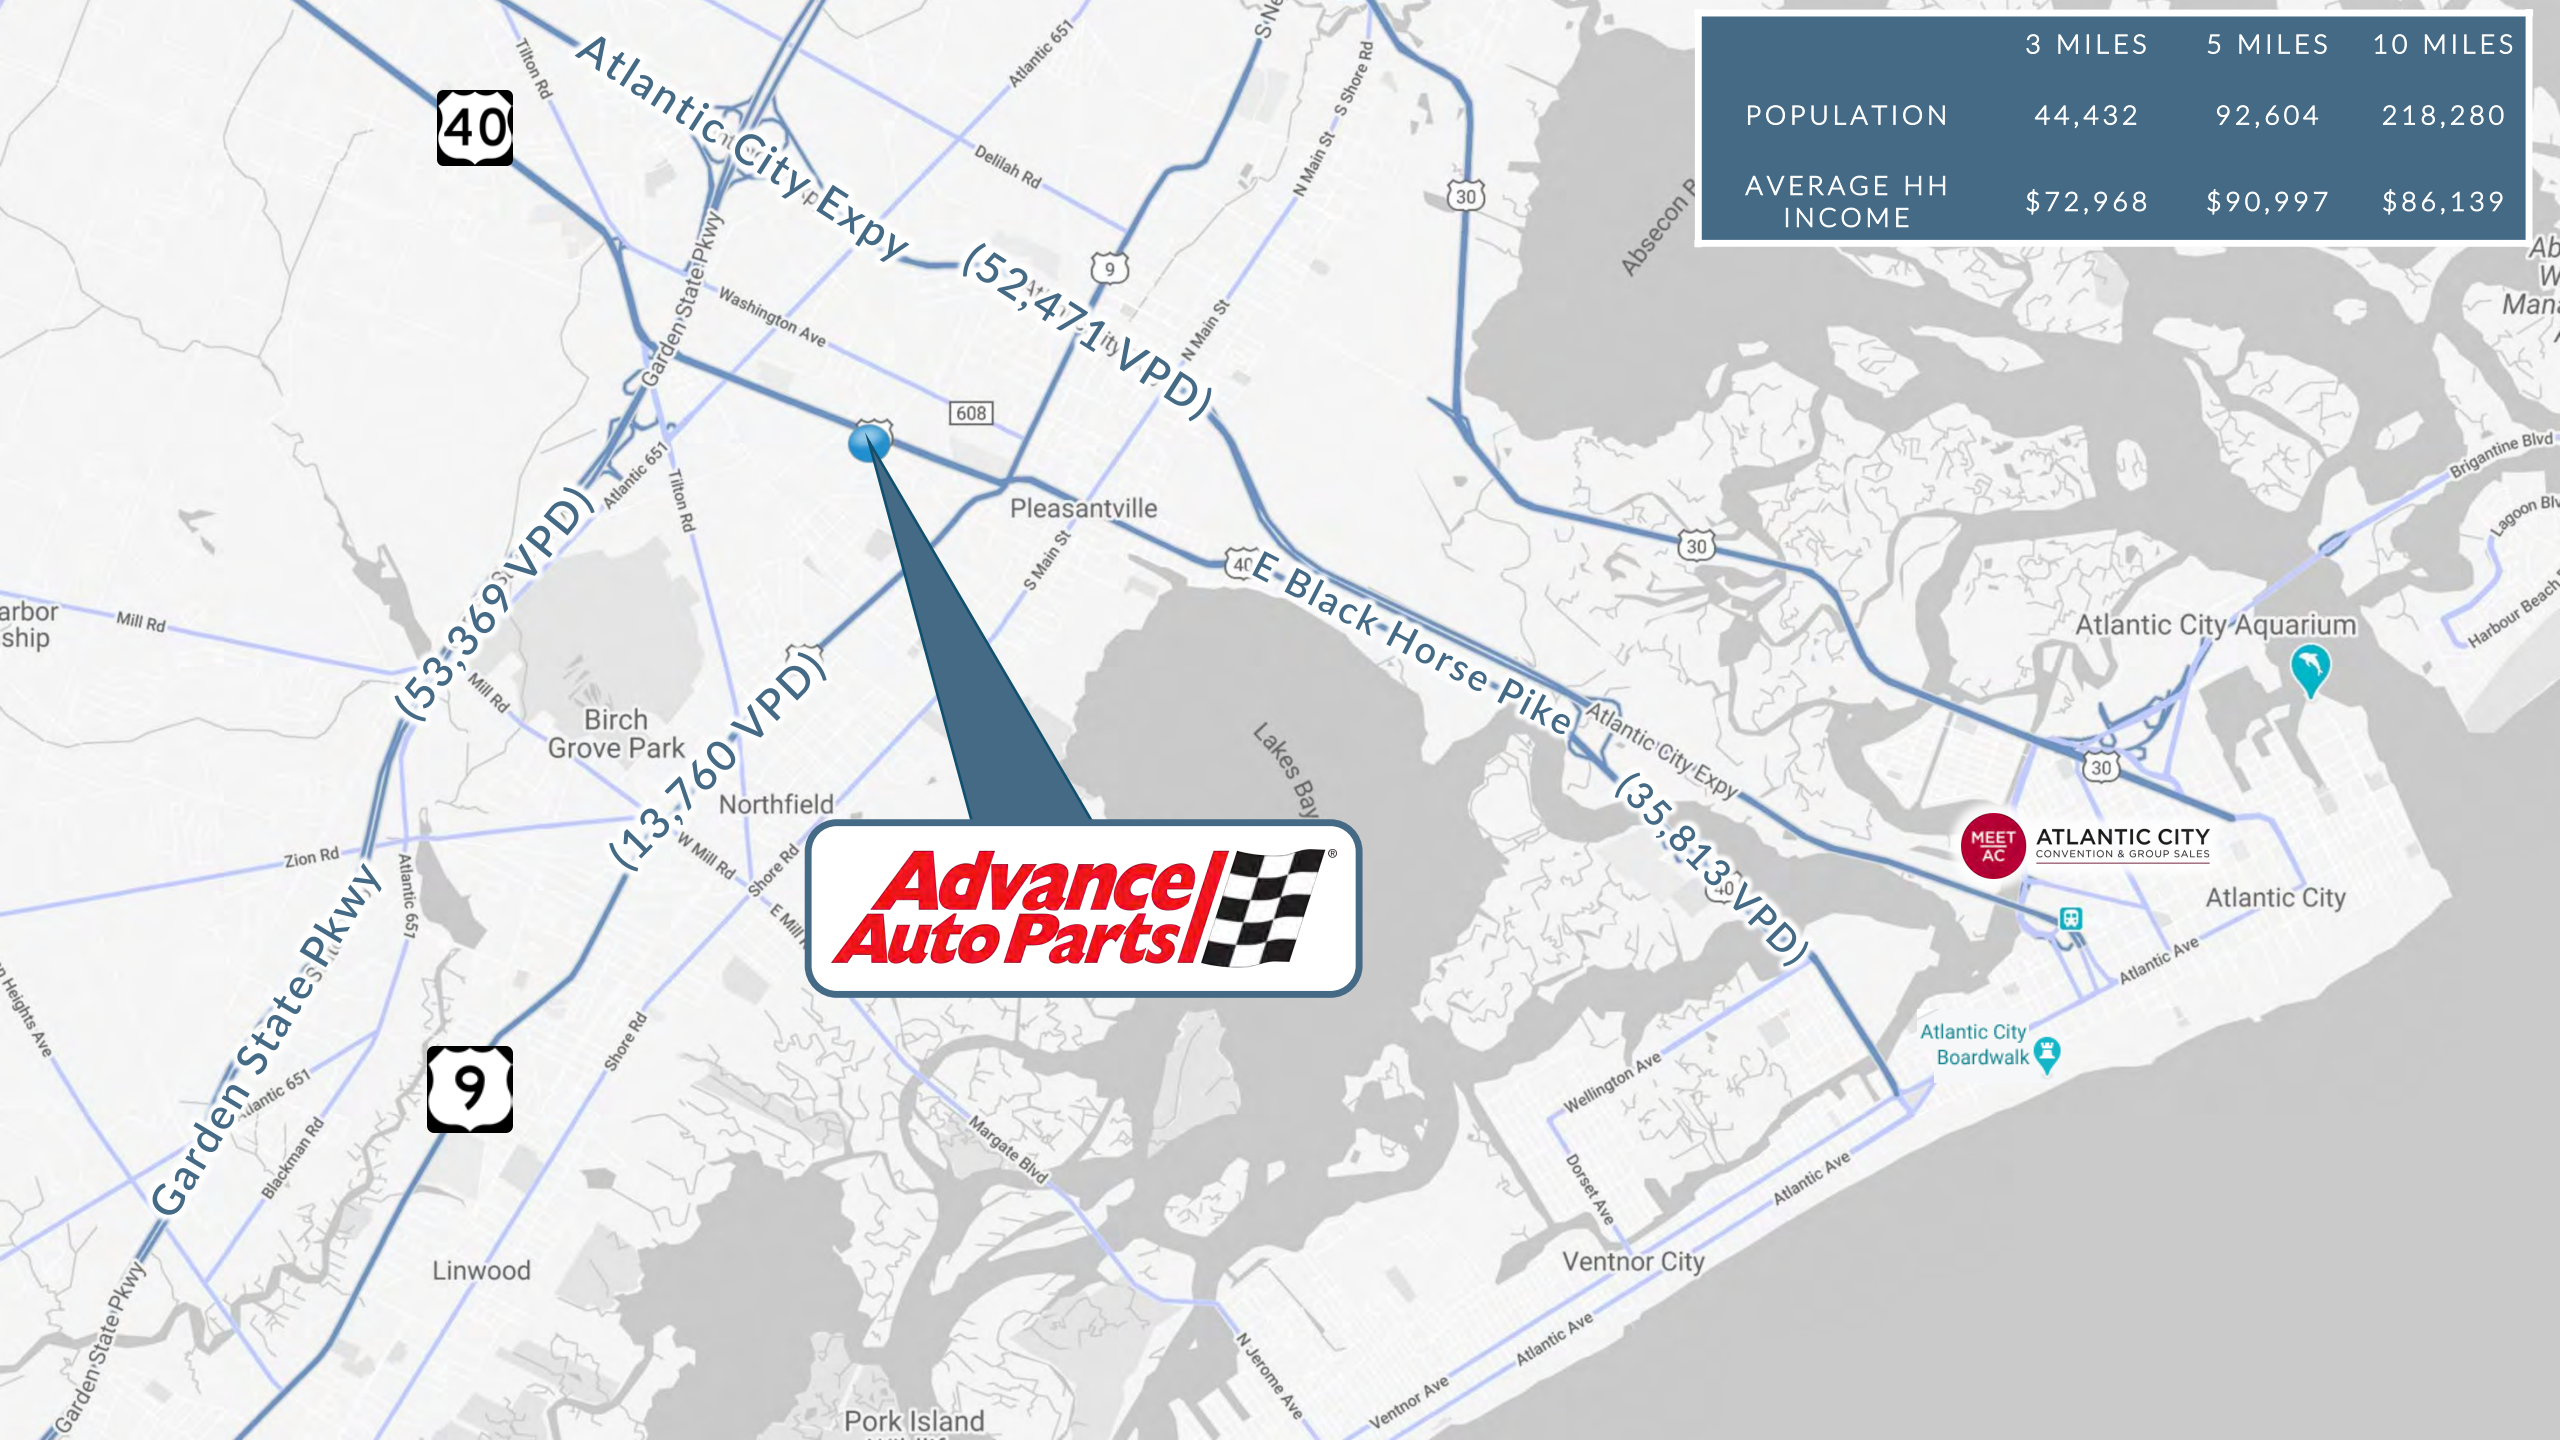 3 MILES 5 MILES 10 MILES
POPULATION 44,432 92,604 218,280
AVERAGE HH INCOME $72,968 $90,997 $86,139
Atlantic City Expy (52,471 VPD)
Tilton Rd
Atlantic 651
S Shore Rd
N Main St
40
Delilah Rd
30
9
Garden State Pkwy
Washington Ave
N Main St
608
Pleasantville
Atlantic 651
Tilton Rd
S Main St
40
E Black Horse Pike (35,813 VPD)
30
Brigantine Blvd
Mill Rd
Mill Rd
Garden State Pkwy (53,369 VPD)
Atlantic City Aquarium
Birch
Grove Park
(13,760 VPD)
Northfield
Lakes Bay
Atlantic City Expy
30
Zion Rd
W Mill Rd
Shore Rd
Atlantic 651
Advance
Auto Parts
®
MEET
AC
ATLANTIC CITY
CONVENTION & GROUP SALES
40
Atlantic City
Atlantic Ave
Atlantic City
Boardwalk
9
Shore Rd
Blackman Rd
Margate Blvd
Wellington Ave
Dorset Ave
Atlantic Ave
Linwood
Ventnor City
Garden State Pkwy
Atlantic Ave
N Jerome Ave
Ventnor Ave
Pork Island